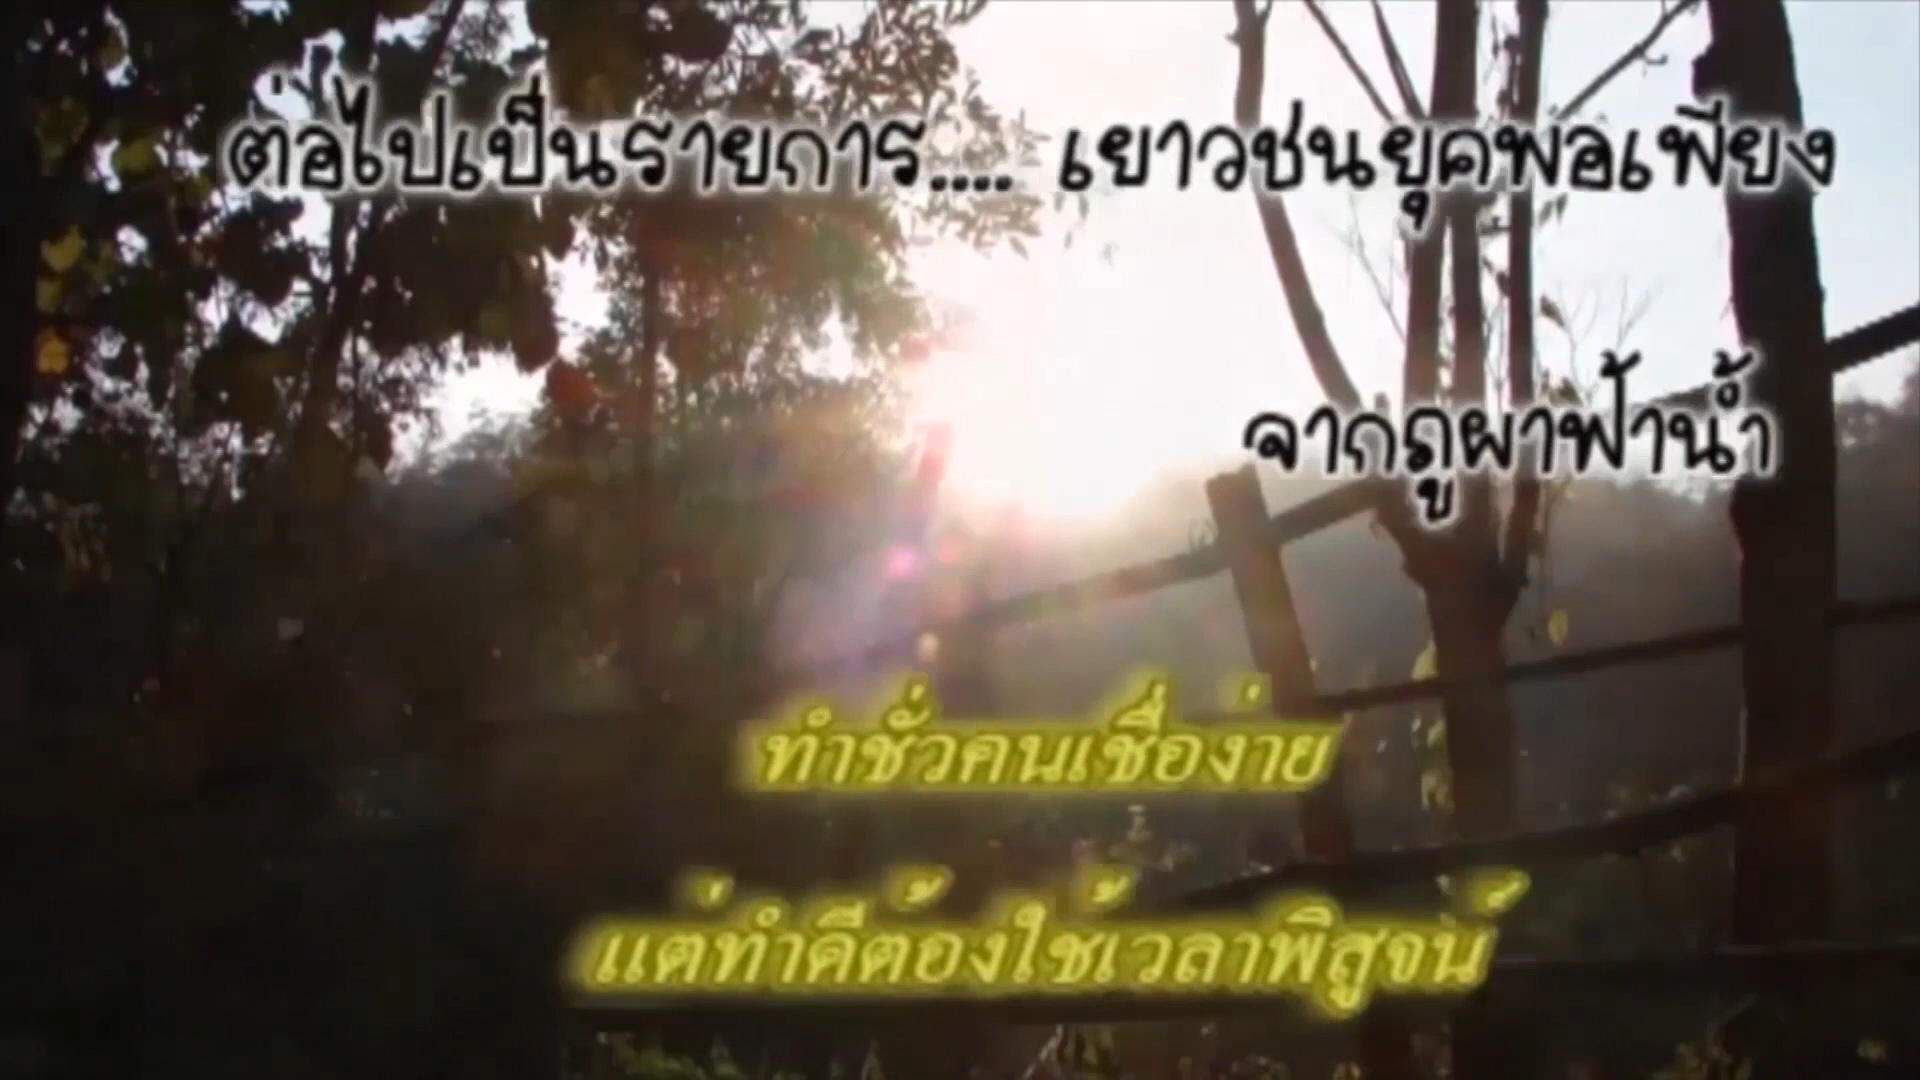 ต่อไปเป็นรายการ.... เยาวชนยุคพอเพียง
จากภูผาฟ้าน้ำ
ทำชั่วคนเชื่อง่าย
แต่ทำดีต้องใช้เวลาพิสูจน์